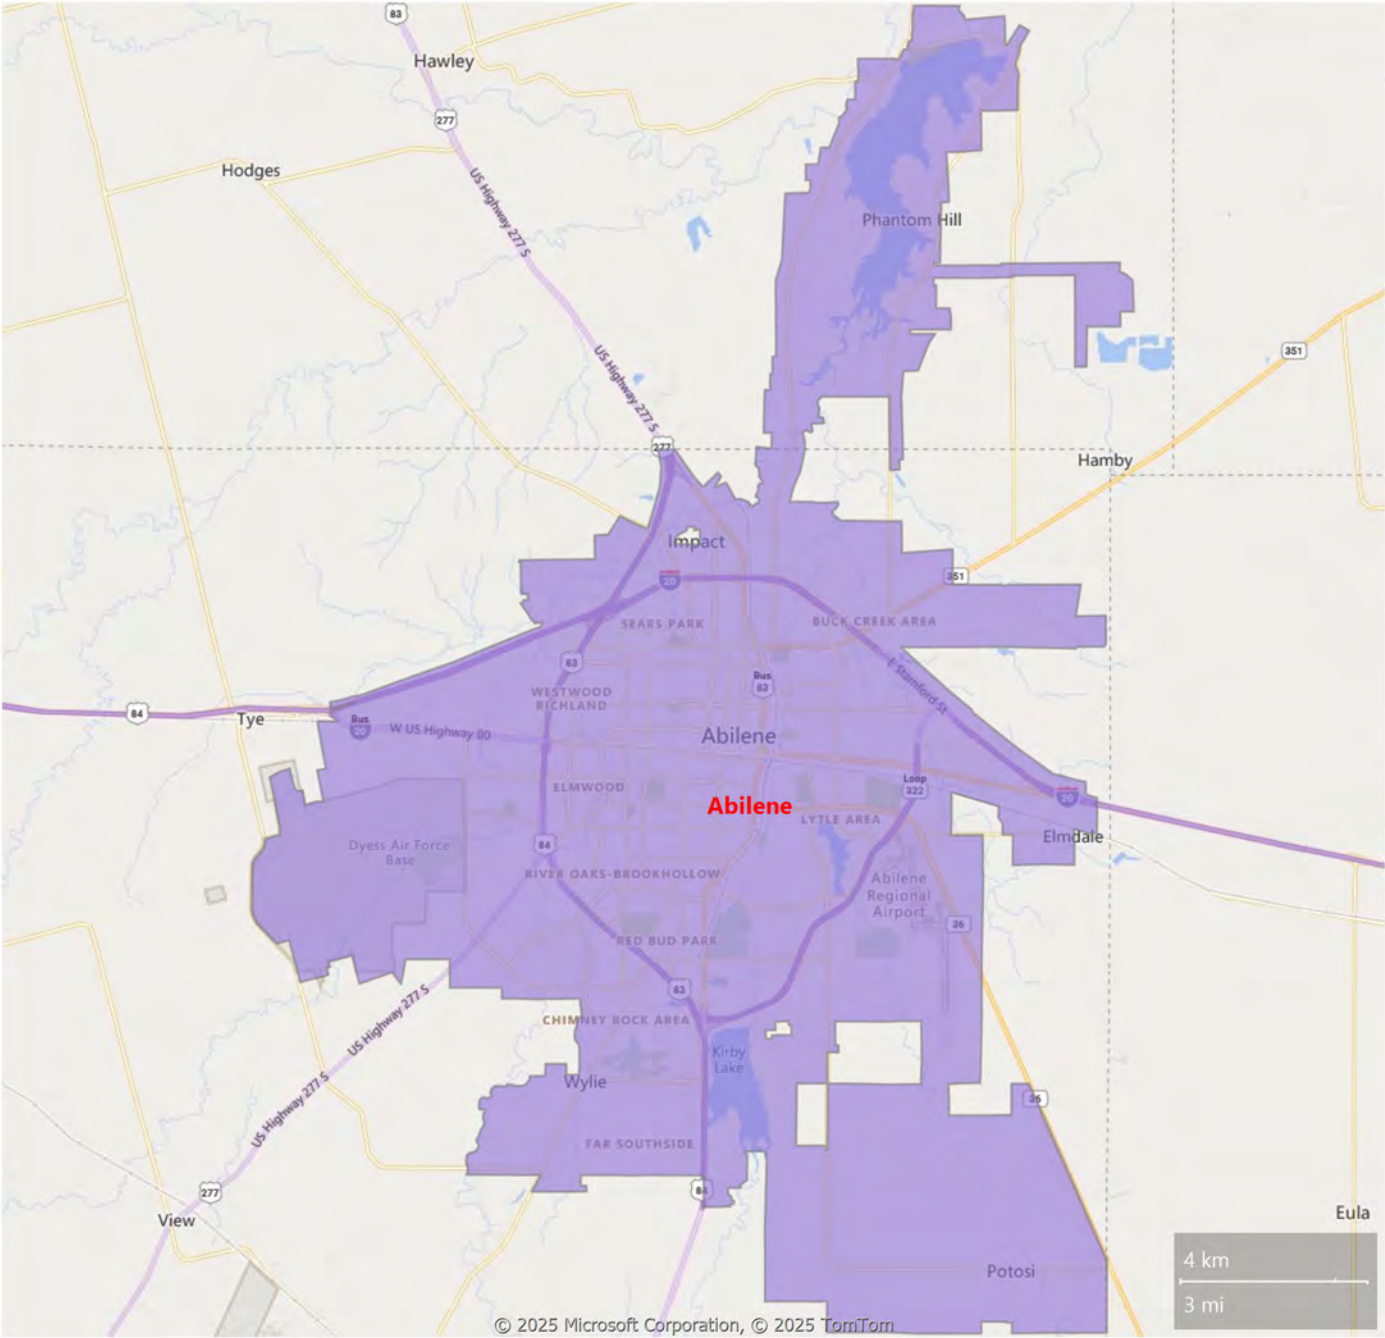 83
Hawley
277
Hodges
US Highway 277 S
Phantom Hill
US Highway 277 S
351
277
Hamby
Impact
20
351
SEARS PARK
BUCK CREEK AREA
83
E Stamford St
WESTWOOD
RICHLAND
Bus.
83
84
Tye
Bus.
20
W US Highway 80
Abilene
ELMWOOD
Loop
322
20
Abilene
LYTLE AREA
Elmdale
84
Dyess Air Force
Base
RIVER OAKS-BROOKHOLLOW
Abilene
Regional
Airport
36
RED BUD PARK
83
US Highway 277 S
CHIMNEY ROCK AREA
Kirby
Lake
Wylie
36
US Highway 277 S
FAR SOUTHSIDE
277
84
View
Eula
Potosi
4 km
3 mi
© 2025 Microsoft Corporation, © 2025 TomTom